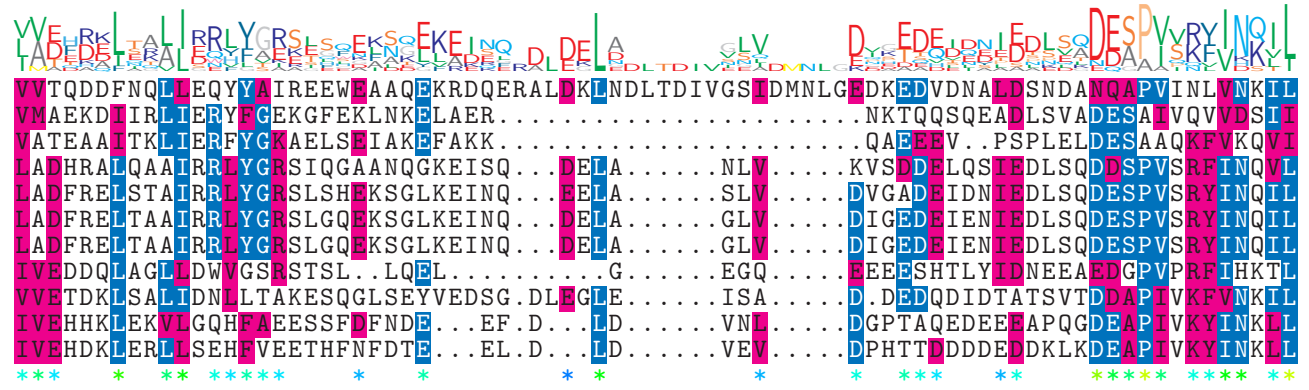 VVTQDDFNQLLEQYYAIREEWEAAQEKRDQERALDKLNDLTDIVGSIDMNLGEDKEDVDNALDSNDANQAPVINLVNKIL
VMAEKDIIRLIERYFGEKGFEKLNKELAER.......................NKTQQSQEADLSVADESAIVQVVDSII
VATEAAITKLIERFYGKAELSEIAKEFAKK.......................QAEEEV..PSPLELDESAAQKFVKQVI
LADHRALQAAIRRLYGRSIQGAANQGKEISQ...DELA......NLV.....KVSDDELQSIEDLSQDDSPVSRFINQVL
LADFRELSTAIRRLYGRSLSHEKSGLKEINQ...EELA......SLV.....DVGADEIDNIEDLSQDESPVSRYINQIL
LADFRELTAAIRRLYGRSLGQEKSGLKEINQ...DELA......GLV.....DIGEDEIENIEDLSQDESPVSRYINQIL
LADFRELTAAIRRLYGRSLGQEKSGLKEINQ...DELA......GLV.....DIGEDEIENIEDLSQDESPVSRYINQIL
IVEDDQLAGLLDWVGSRSTSL..LQEL..........G......EGQ.....EEEESHTLYIDNEEAEDGPVPRFIHKTL
VVETDKLSALIDNLLTAKESQGLSEYVEDSG.DLEGLE......ISA.....D.DEDQDIDTATSVTDDAPIVKFVNKIL
IVEHHKLEKVLGQHFAEESSFDFNDE...EF.D...LD......VNL.....DGPTAQEDEEEAPQGDEAPIVKYINKLL
IVEHDKLERLLSEHFVEETHFNFDTE...EL.D...LD......VEV.....DPHTTDDDDEDDKLKDEAPIVKYINKLL